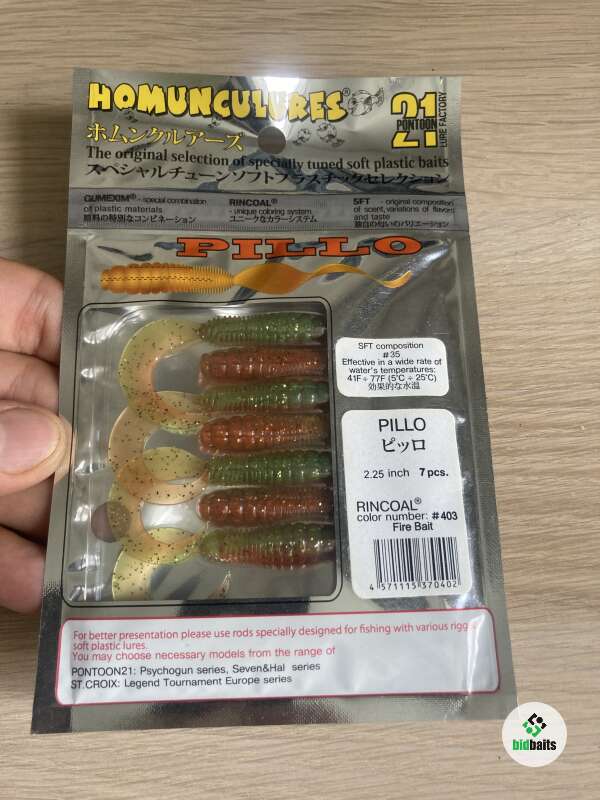 HOMUNCULURES®
ホムンクルアーズ
21
PONTOON
LURE FACTORY
The original selection of specially tuned soft plastic baits
スペシャルチューンソフトプラスチックセレクション
GUMEXIM® - special combination
of plastic materials
RINCOAL®
- unique coloring system
ユニークなカラーシステム
SFT - original composition
of scent, variations of flavors
and taste
PILLO
SFT composition
#35
Effective in a wide rate of
water's temperatures:
41F÷77F (5°C ÷ 25°C)
効果的な水温
PILLO
ピッロ
2.25 inch 7 pcs.
RINCOAL®
color number: #403
Fire Bait
4 571115 370402
For better presentation please use rods specially designed for fishing with various rigg
soft plastic lures.
You may choose necessary models from the range of
PONTOON21: Psychogun series, Seven&Hal series
ST.CROIX: Legend Tournament Europe series
bidbaits